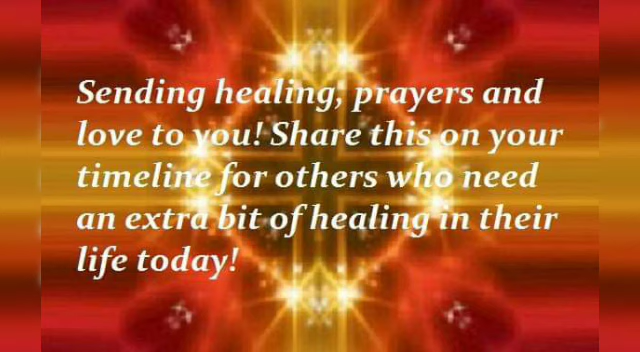 Sending healing, prayers and
love to you! Share this on your
timeline for others who need
an extra bit of healing in their
life today!